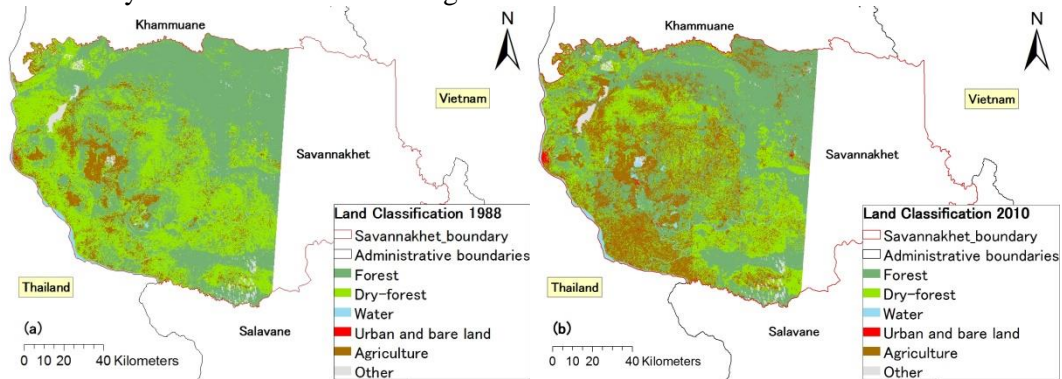 Khammuane
N
Vietnam
Savannakhet
Land Classification 1988
Savannakhet_boundary
Administrative boundaries
Forest
Dry-forest
Water
Urban and bare land
Agriculture
Other
Thailand
(a)
Salavane
0 10 20 40 Kilometers
Khammuane
N
Vietnam
Savannakhet
Land Classification 2010
Savannakhet_boundary
Administrative boundaries
Forest
Dry-forest
Water
Urban and bare land
Agriculture
Other
Thailand
(b)
Salavane
0 10 20 40 Kilometers